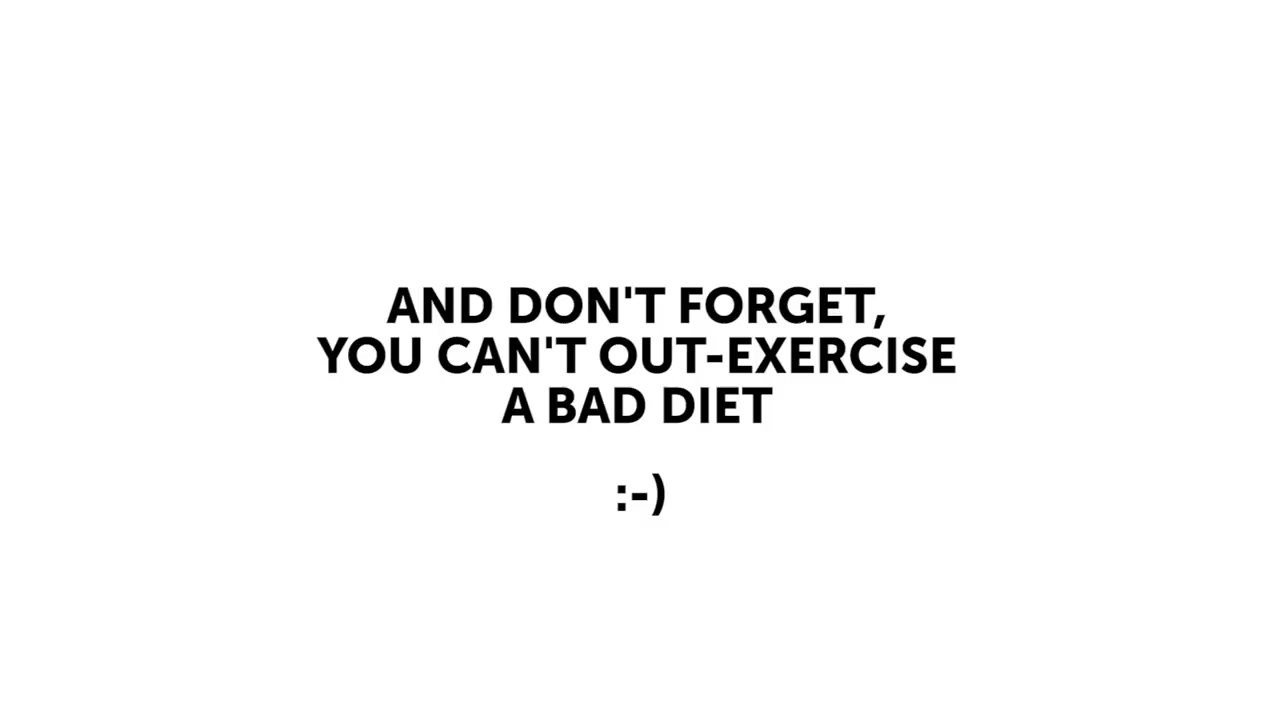 AND DON'T FORGET,
YOU CAN'T OUT-EXERCISE
A BAD DIET
:-)